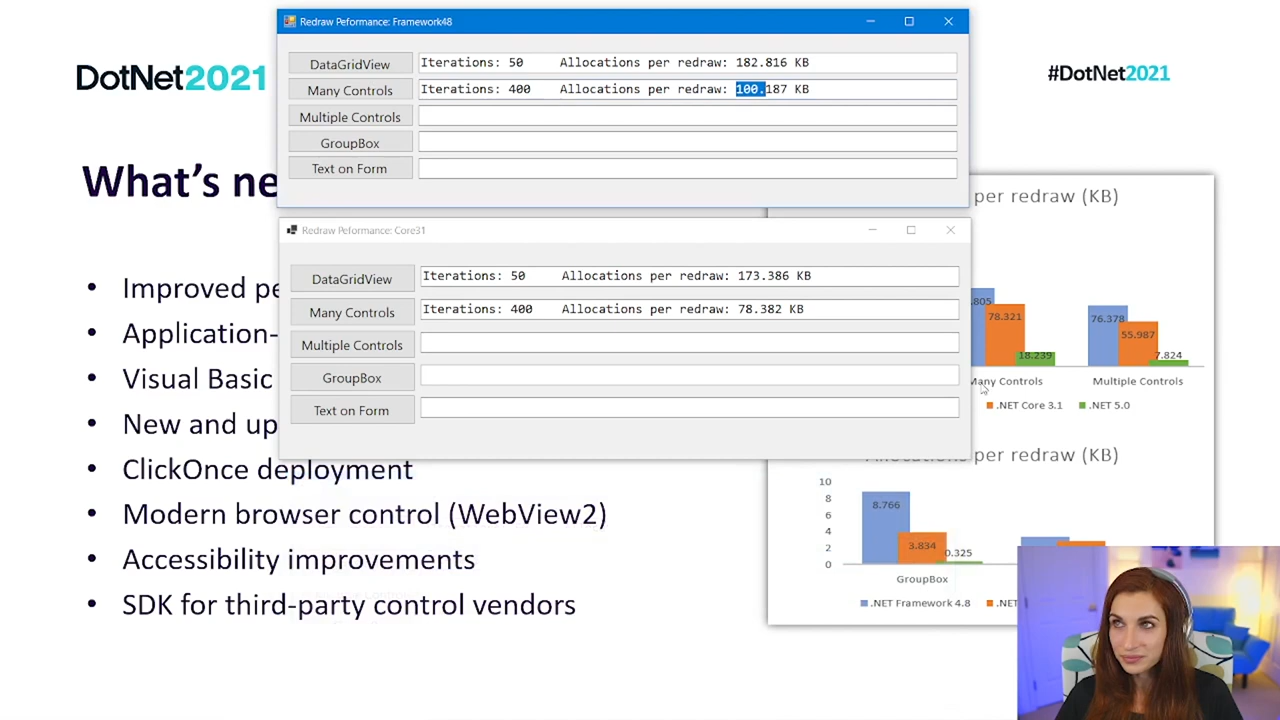 Redraw Peformance: Framework48
DataGridView
Iterations: 50 Allocations per redraw: 182.816 KB
Many Controls
Iterations: 400 Allocations per redraw: 100.187 KB
Multiple Controls
GroupBox
Text on Form
DotNet2021
#DotNet2021
What's ne
per redraw (KB)
Redraw Peformance: Core31
DataGridView
Iterations: 50 Allocations per redraw: 173.386 KB
Many Controls
Iterations: 400 Allocations per redraw: 78.382 KB
Multiple Controls
GroupBox
Text on Form
• Improved pe
• Application-
• Visual Basic
• New and up
• ClickOnce deployment
• Modern browser control (WebView2)
• Accessibility improvements
• SDK for third-party control vendors
.805
78.321
18.239
76.378
55.987
7.824
Many Controls
Multiple Controls
.NET Core 3.1
.NET 5.0
Allocations per redraw (KB)
10
8
6
4
2
0
8.766
3.834
0.325
GroupBox
.NET Framework 4.8
.NET